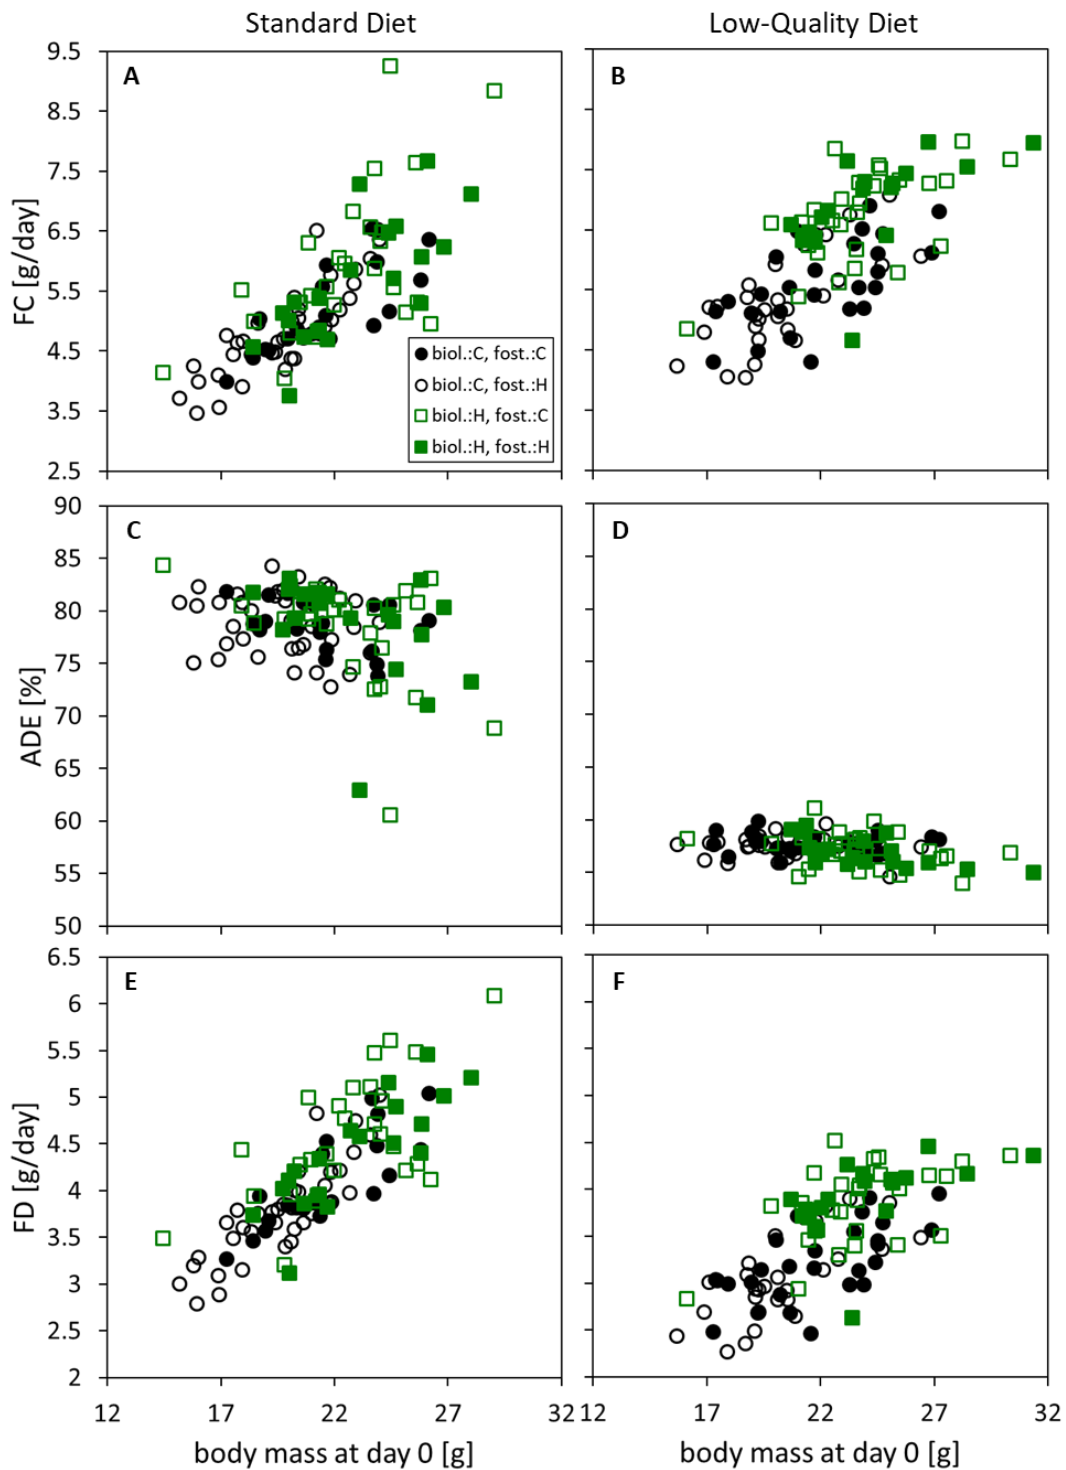 Standard Diet
Low-Quality Diet
A
B
9.5
8.5
7.5
6.5
5.5
4.5
3.5
2.5
FC [g/day]
biol.:C, fost.:C
biol.:C, fost.:H
biol.:H, fost.:C
biol.:H, fost.:H
C
D
90
85
80
75
70
65
60
55
50
ADE [%]
E
F
6.5
6
5.5
5
4.5
4
3.5
3
2.5
2
FD [g/day]
12 17 22 27 32 12 17 22 27 32
body mass at day 0 [g]
body mass at day 0 [g]